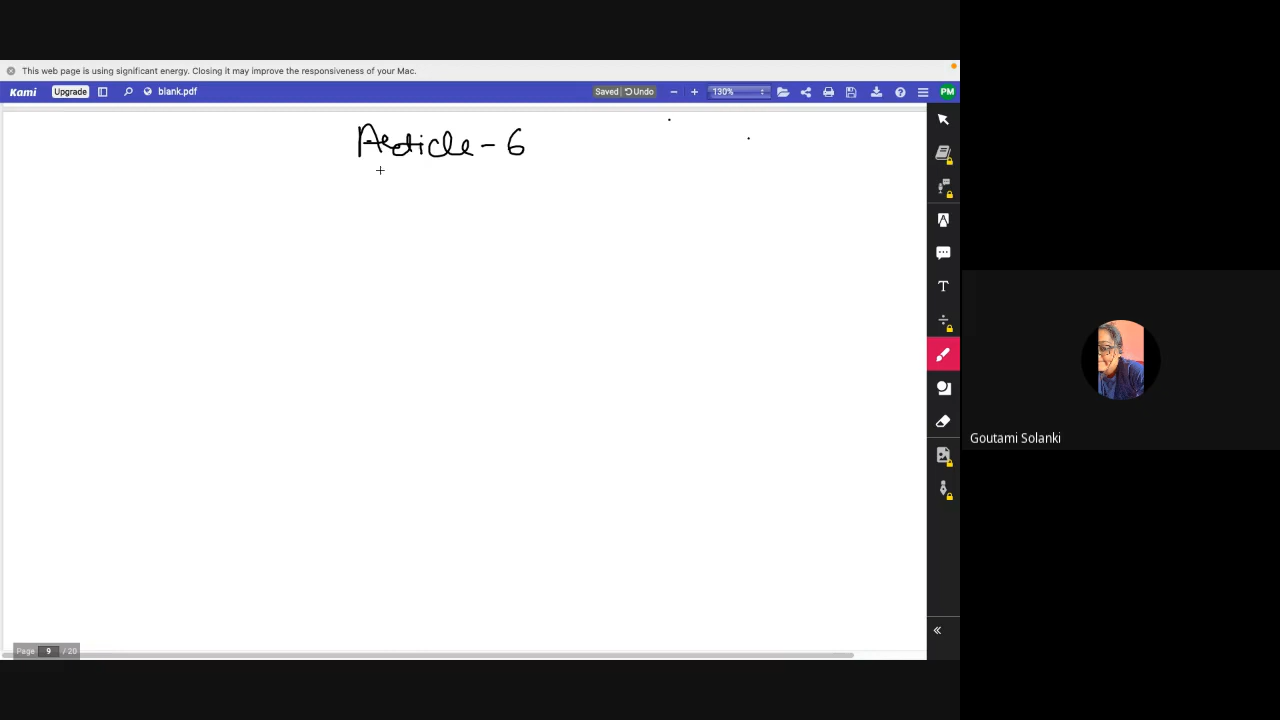 This web page is using significant energy. Closing it may improve the responsiveness of your Mac.
Kami Upgrade blank.pdf Saved Undo 130% PM
Article - 6
T
Goutami Solanki
Page 9 / 20